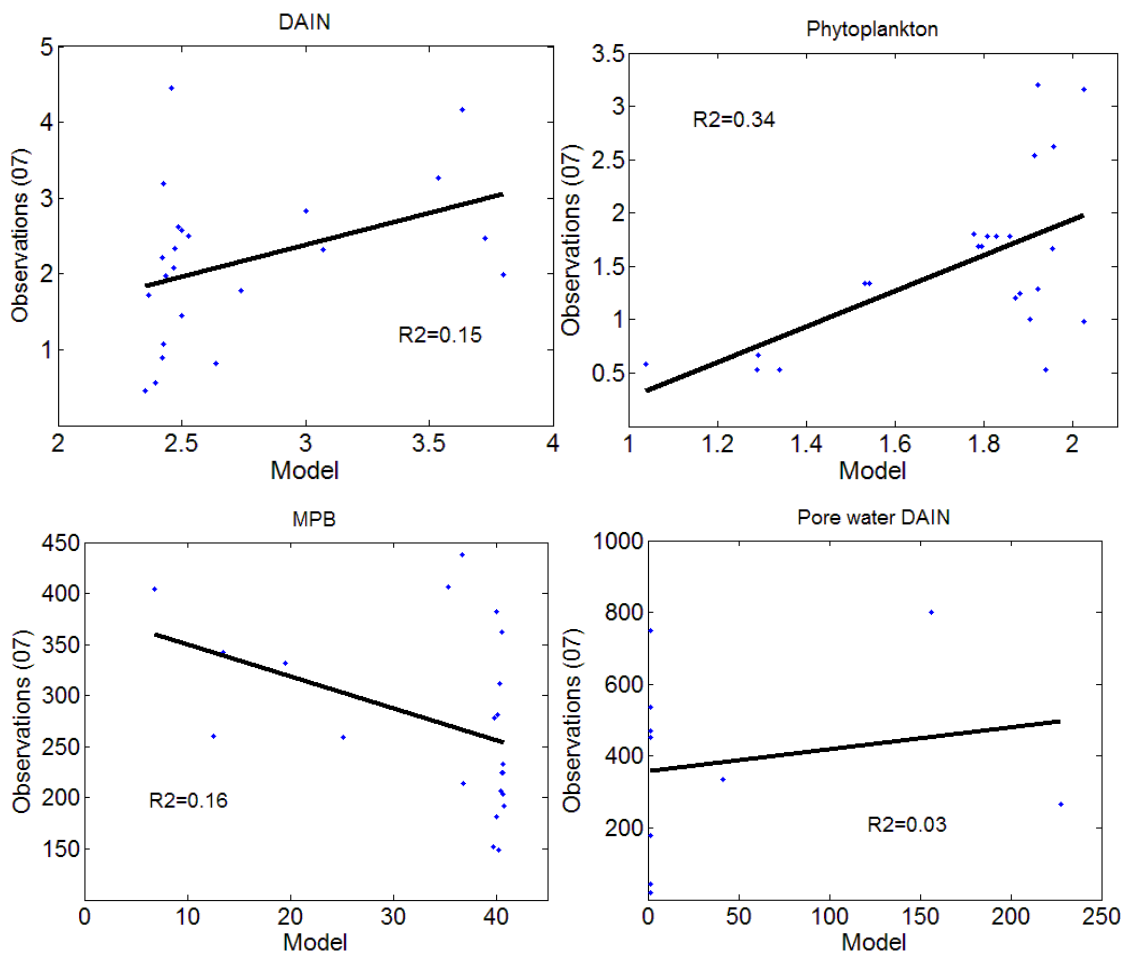 DAIN
5
4
3
2
1
Observations (07)
R2=0.15
2
2.5
3
3.5
4
Model
Phytoplankton
3.5
3
2.5
2
1.5
1
0.5
Observations (07)
R2=0.34
1
1.2
1.4
1.6
1.8
2
Model
MPB
450
400
350
300
250
200
150
Observations (07)
R2=0.16
0
10
20
30
40
Model
Pore water DAIN
1000
800
600
400
200
Observations (07)
R2=0.03
0
50
100
150
200
250
Model